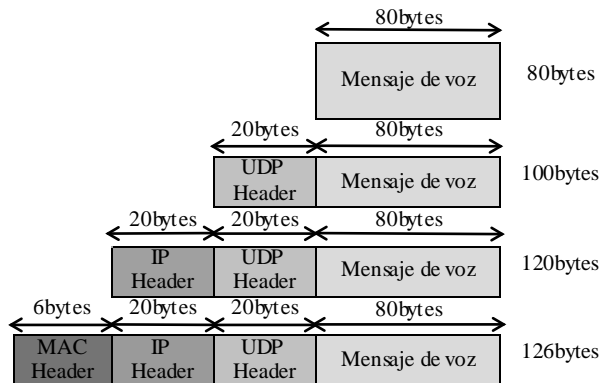 80bytes
Mensaje de voz
80bytes
20bytes
80bytes
UDP
Header
Mensaje de voz
100bytes
20bytes
20bytes
80bytes
IP
Header
UDP
Header
Mensaje de voz
120bytes
6bytes
20bytes
20bytes
80bytes
MAC
Header
IP
Header
UDP
Header
Mensaje de voz
126bytes